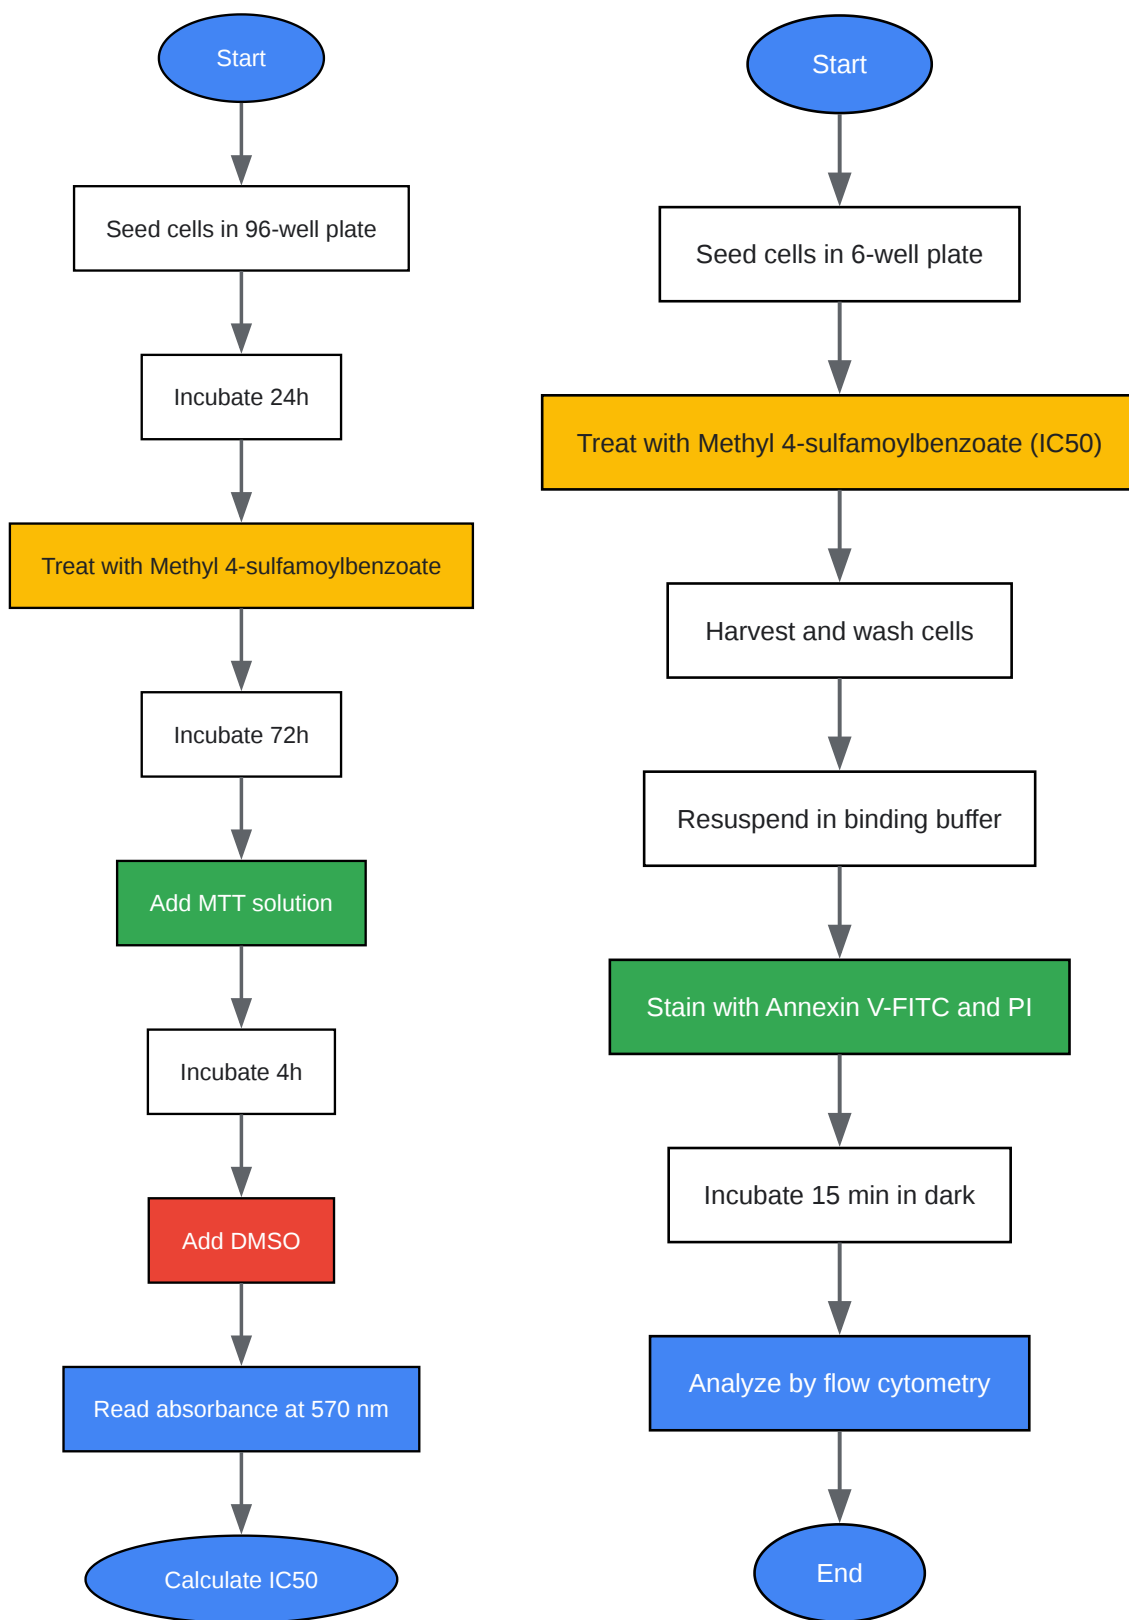 Start
Seed cells in 96-well plate
Incubate 24h
Treat with Methyl 4-sulfamoylbenzoate
Incubate 72h
Add MTT solution
Incubate 4h
Add DMSO
Read absorbance at 570 nm
Calculate IC50
Start
Seed cells in 6-well plate
Treat with Methyl 4-sulfamoylbenzoate (IC50)
Harvest and wash cells
Resuspend in binding buffer
Stain with Annexin V-FITC and PI
Incubate 15 min in dark
Analyze by flow cytometry
End